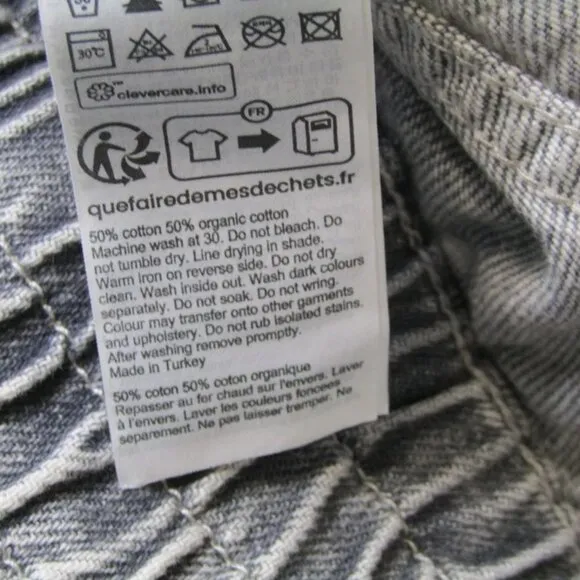 30°C
clevercare.info
FR
quefairedemesdechets.fr
50% cotton 50% organic cotton
Machine wash at 30. Do not bleach. Do
not tumble dry. Line drying in shade.
Warm iron on reverse side. Do not dry
clean. Wash inside out. Wash dark colours
separately. Do not soak. Do not wring.
Colour may transfer onto other garments
and upholstery. Do not rub isolated stains.
After washing remove promptly.
Made in Turkey
50% coton 50% coton organique
Repasser au fer chaud sur l'envers. Laver
à l'envers. Laver les couleurs foncées
separement. Ne pas laisser tremper. Ne